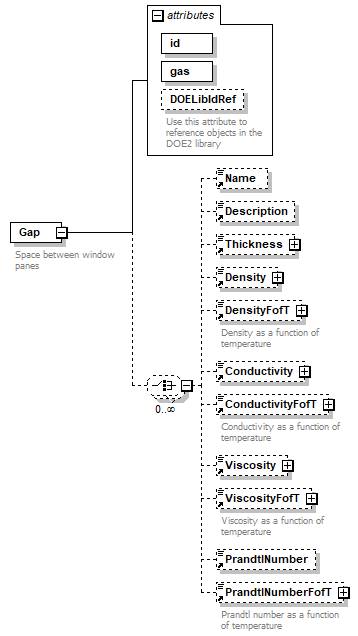 attributes
id
gas
DOELibIdRef
Use this attribute to
reference objects in the
DOE2 library
Gap
Space between window
panes
0..∞
Name
Description
Thickness
Density
DensityFofT
Density as a function of
temperature
Conductivity
ConductivityFofT
Conductivity as a function of
temperature
Viscosity
ViscosityFofT
Viscosity as a function of
temperature
PrandtlNumber
PrandtlNumberFofT
Prandtl number as a function
of temperature